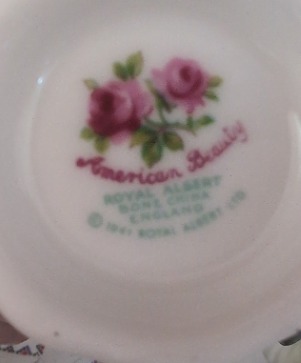 American Beauty
ROYAL ALBERT
BONE CHINA
ENGLAND
© 1941 ROYAL ALBERT LTD